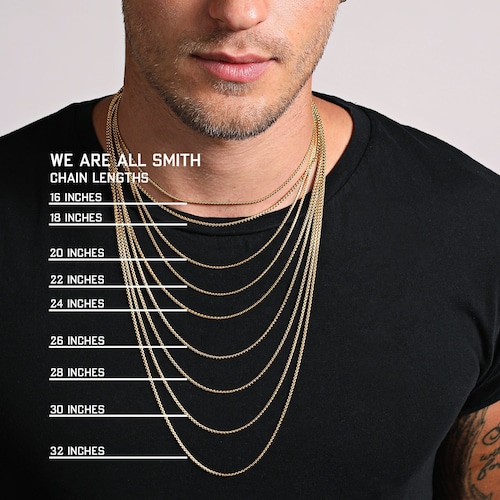 WE ARE ALL SMITH
CHAIN LENGTHS
16 INCHES
18 INCHES
20 INCHES
22 INCHES
24 INCHES
26 INCHES
28 INCHES
30 INCHES
32 INCHES